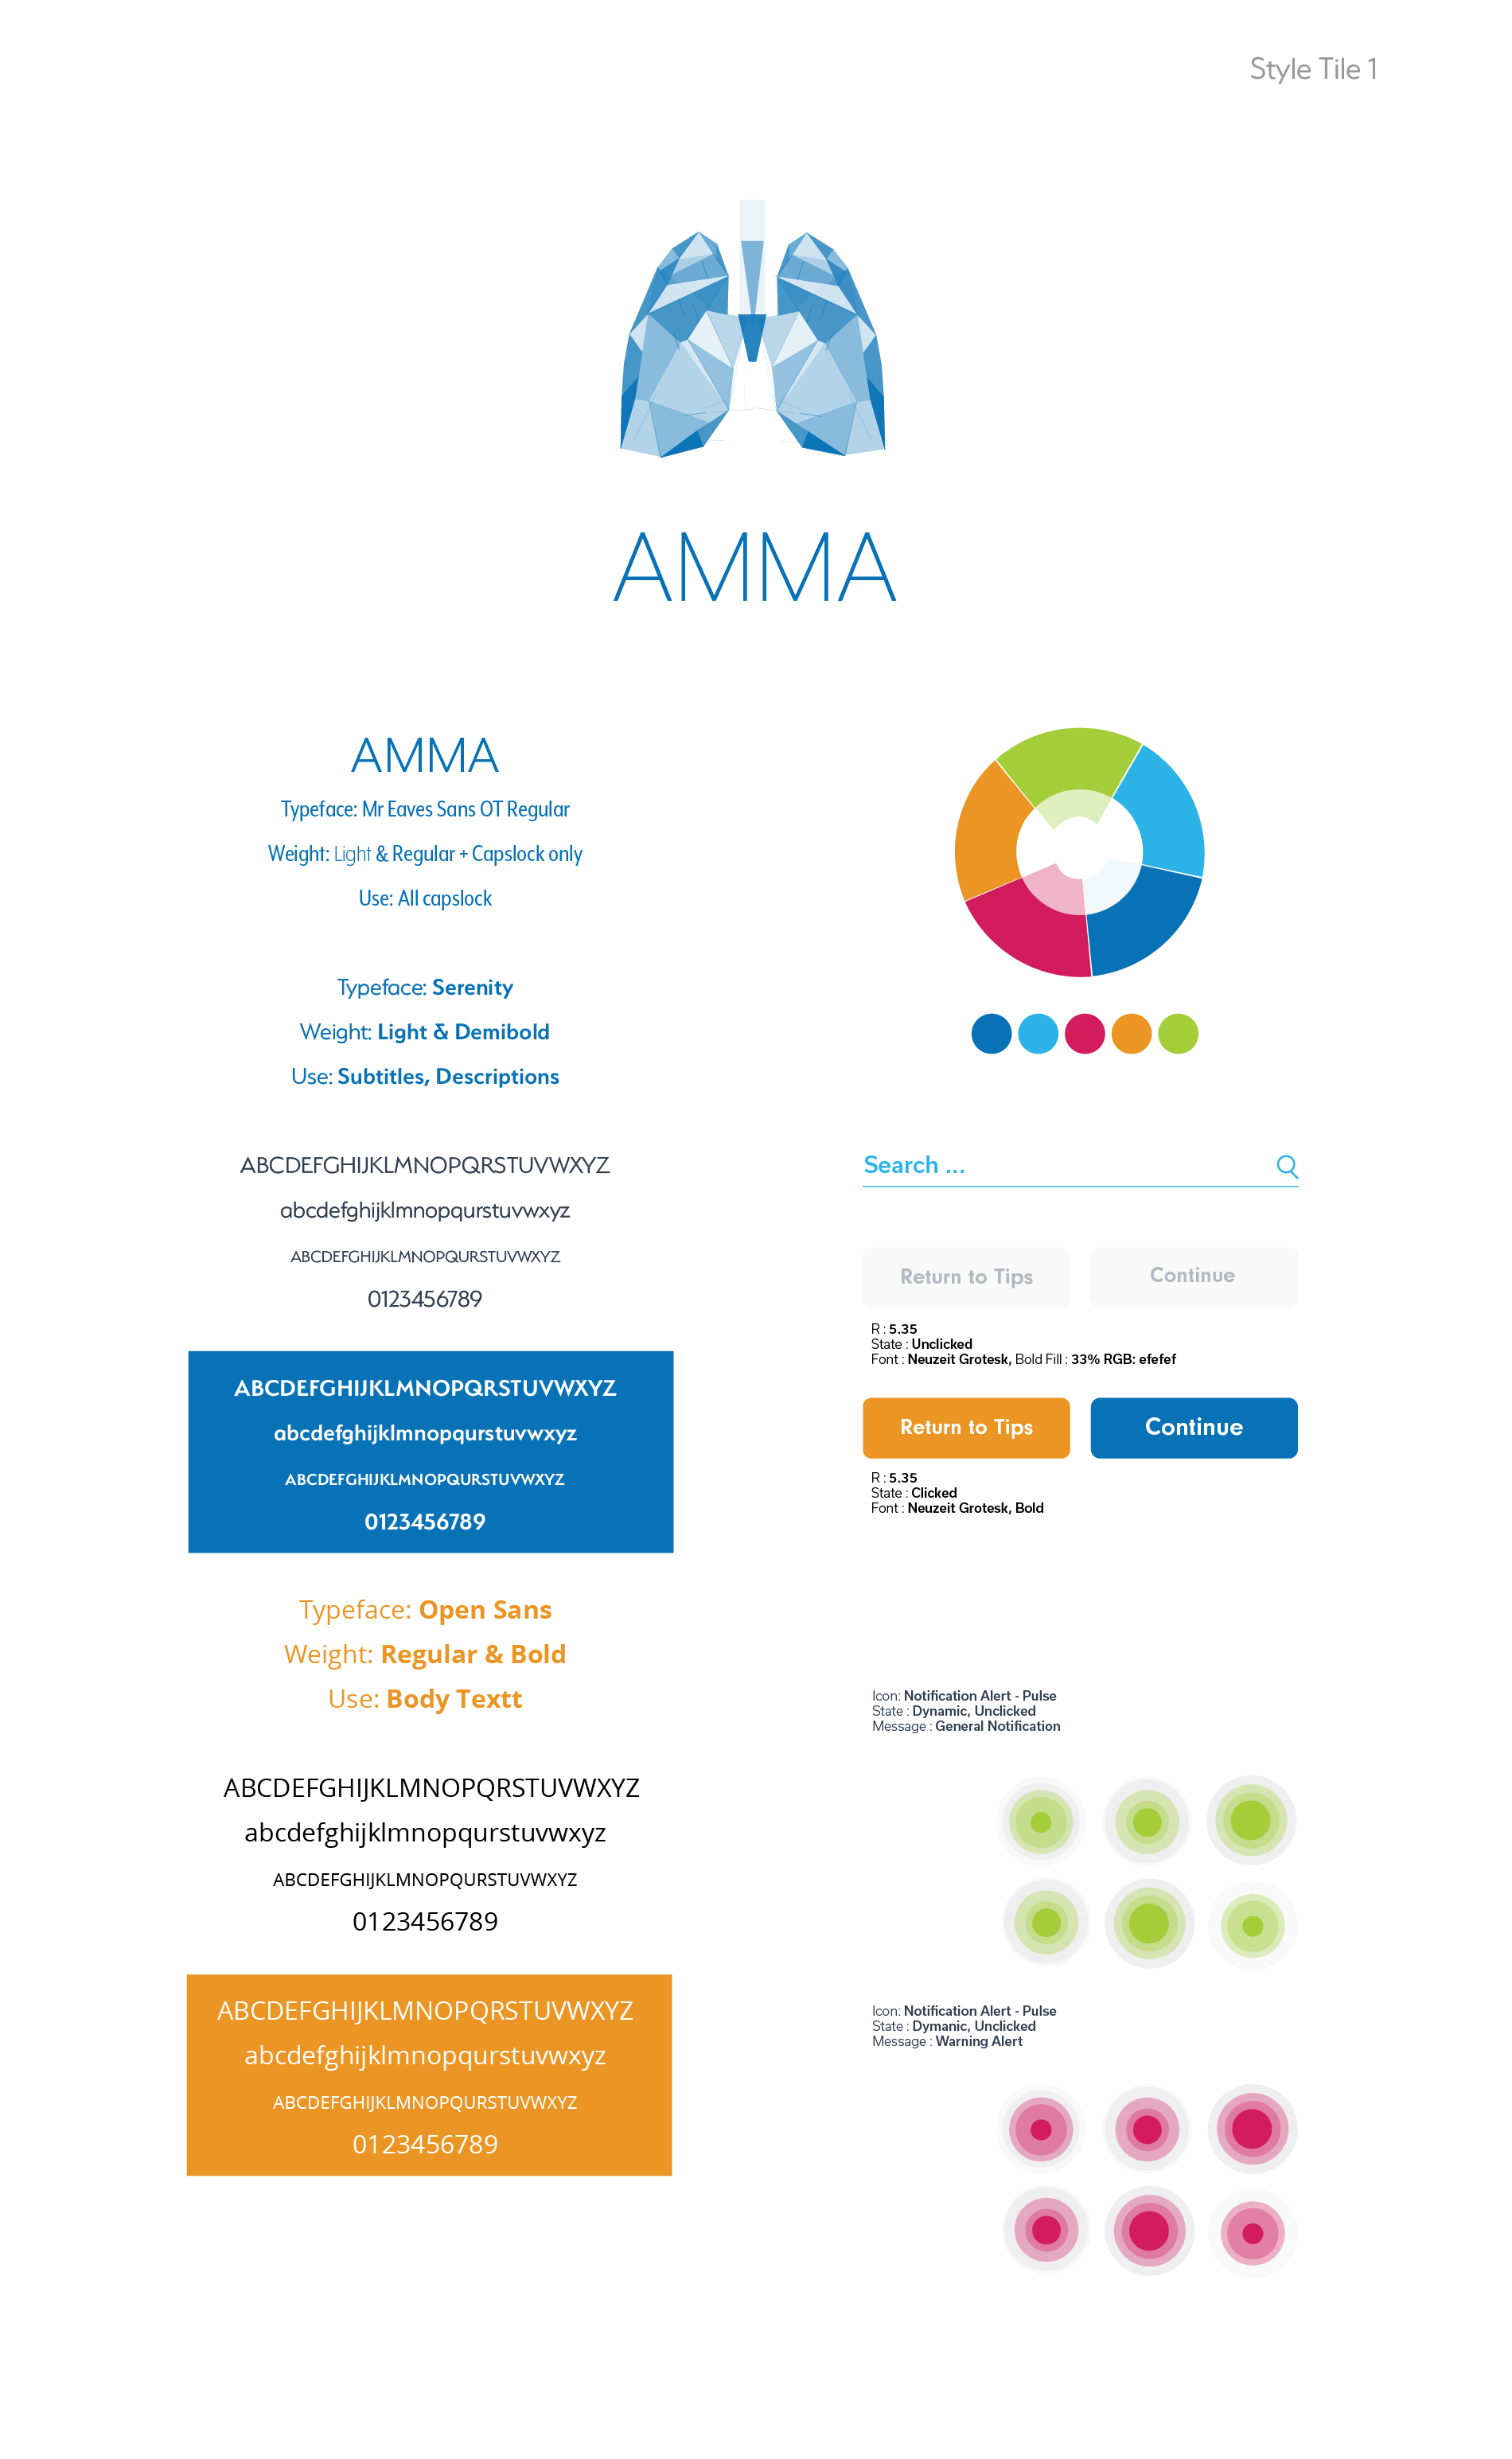 Style Tile 1
AMMA
AMMA
Typeface: Mr Eaves Sans OT Regular
Weight: Light & Regular + Capslock only
Use: All capslock
Typeface: Serenity
Weight: Light & Demibold
Use: Subtitles, Descriptions
ABCDEFGHIJKLMNOPQRSTUVWXYZ
abcdefghijklmnopqurstuvwxyz
ABCDEFGHIJKLMNOPQURSTUVWXYZ
0123456789
ABCDEFGHIJKLMNOPQRSTUVWXYZ
abcdefghijklmnopqurstuvwxyz
ABCDEFGHIJKLMNOPQURSTUVWXYZ
0123456789
Typeface: Open Sans
Weight: Regular & Bold
Use: Body Textt
ABCDEFGHIJKLMNOPQRSTUVWXYZ
abcdefghijklmnopqurstuvwxyz
ABCDEFGHIJKLMNOPQURSTUVWXYZ
0123456789
ABCDEFGHIJKLMNOPQRSTUVWXYZ
abcdefghijklmnopqurstuvwxyz
ABCDEFGHIJKLMNOPQURSTUVWXYZ
0123456789
Search ...
Return to Tips
Continue
R : 5.35
State : Unclicked
Font : Neuzeit Grotesk, Bold Fill : 33% RGB: efefef
Return to Tips
Continue
R : 5.35
State : Clicked
Font : Neuzeit Grotesk, Bold
Icon: Notification Alert - Pulse
State : Dynamic, Unclicked
Message : General Notification
Icon: Notification Alert - Pulse
State : Dymanic, Unclicked
Message : Warning Alert